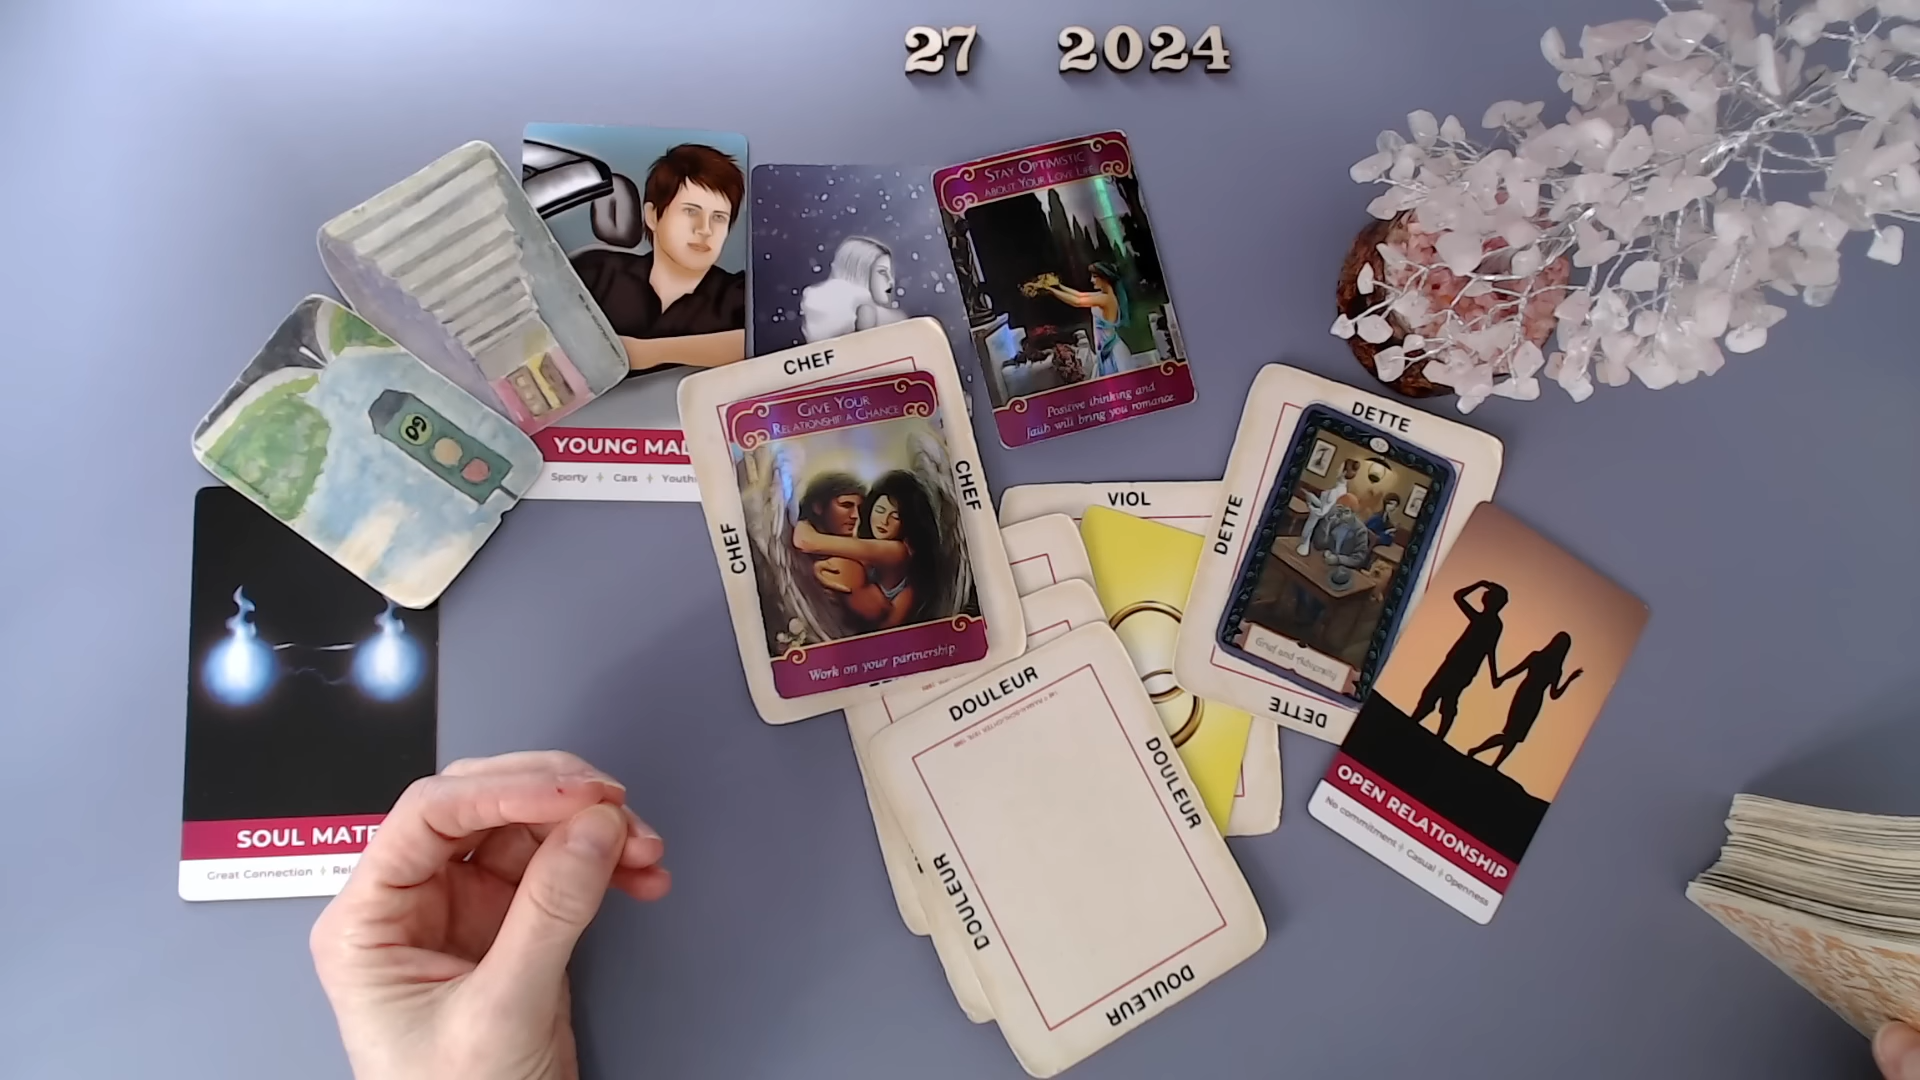 27 2024
STAY OPTIMISTIC
ABOUT YOUR LOVE LIFE
Positive thinking and
faith will bring you romance.
GO
YOUNG
Sporty Cars
CHEF
CHEF
CHEF
GIVE YOUR
RELATIONSHIP A CHANCE
Work on your partnership
VIOL
DETTE
DETTE
DETTE
Grief and Adversity
DOULEUR
DOULEUR
DOULEUR
DOULEUR
OPEN RELATIONSHIP
No commitment Casual Openness
SOUL MATE
Great Connection